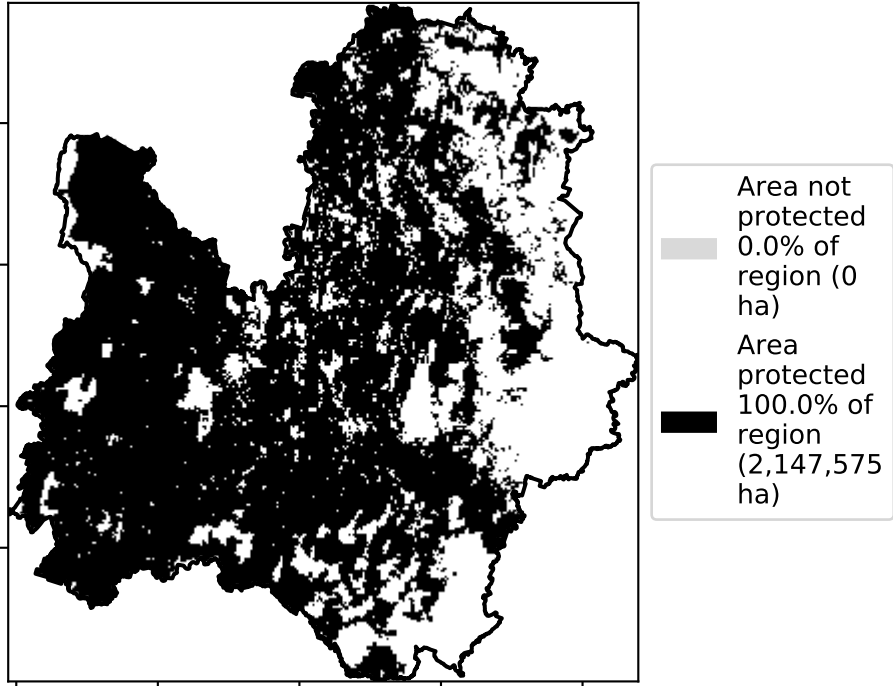 Area not
protected
0.0% of
region (0
ha)
Area
protected
100.0% of
region
(2,147,575
ha)